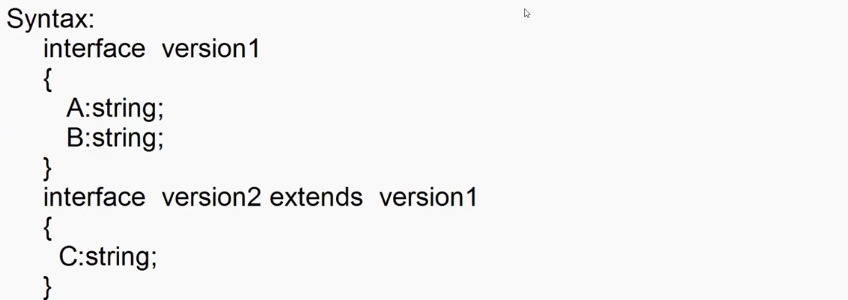 Syntax:
interface version1
{
A:string;
B:string;
}
interface version2 extends version1
{
C:string;
}